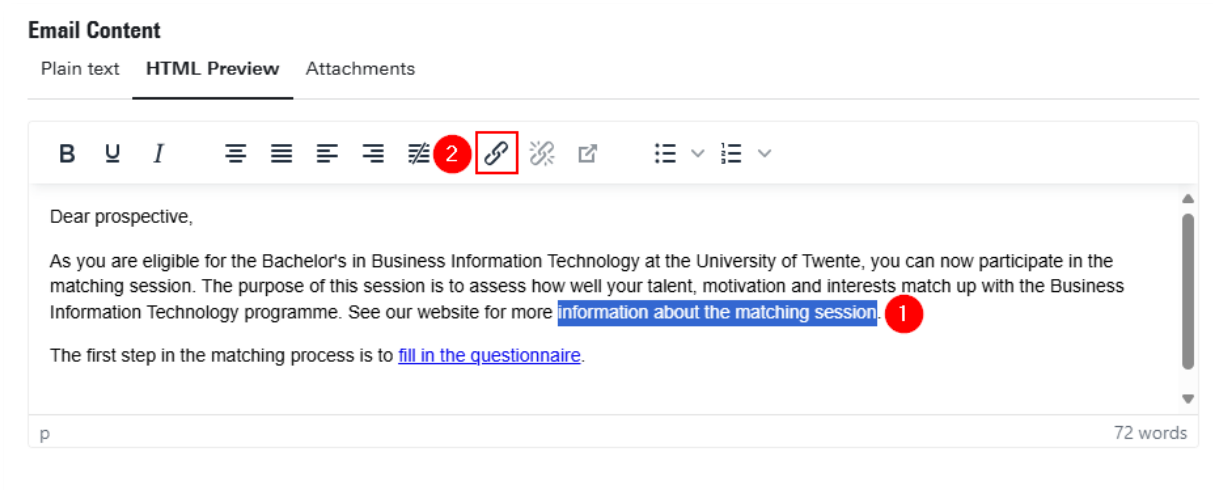 Email Content
Plain text HTML Preview Attachments
B U I 2
Dear prospective,
As you are eligible for the Bachelor's in Business Information Technology at the University of Twente, you can now participate in the
matching session. The purpose of this session is to assess how well your talent, motivation and interests match up with the Business
Information Technology programme. See our website for more information about the matching session. 1
The first step in the matching process is to fill in the questionnaire.
p 72 words